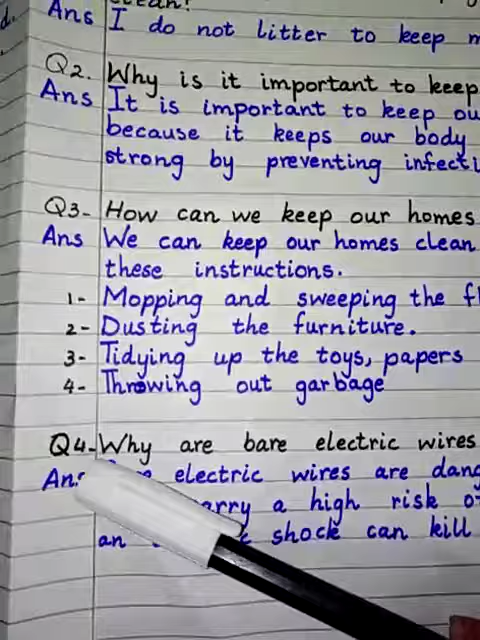 clean?
Ans I do not litter to keep
Q2. Why is it important to keep
Ans It is important to keep
because it keeps our body
strong by preventing
Q3- How can we keep our homes
Ans We can keep our homes clean
these instructions.
1- Mopping and sweeping the
2- Dusting the furniture.
3- Tidying up the toys, papers
4- Throwing out garbage
Q4- Why are bare electric wires
electric wires are
a high risk
an shock can kill